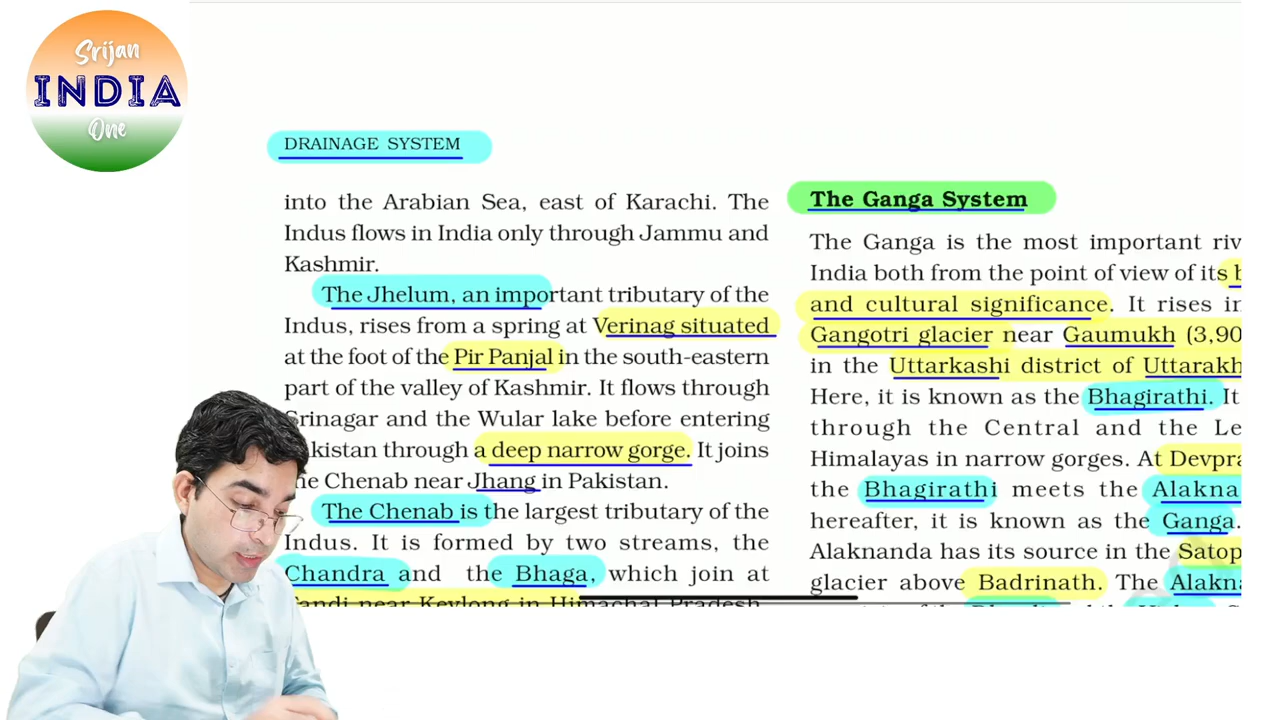 Srijan
INDIA
One
DRAINAGE SYSTEM
into the Arabian Sea, east of Karachi. The
Indus flows in India only through Jammu and
Kashmir.
The Jhelum, an important tributary of the
Indus, rises from a spring at Verinag situated
at the foot of the Pir Panjal in the south-eastern
part of the valley of Kashmir. It flows through
Srinagar and the Wular lake before entering
kistan through a deep narrow gorge. It joins
he Chenab near Jhang in Pakistan.
The Chenab is the largest tributary of the
Indus. It is formed by two streams, the
Chandra and the Bhaga, which join at
Tandi near Keylong in Himachal Pradesh.
The Ganga System
The Ganga is the most important riv
India both from the point of view of its
and cultural significance. It rises in
Gangotri glacier near Gaumukh (3,90
in the Uttarkashi district of Uttarakh
Here, it is known as the Bhagirathi. It
through the Central and the Le
Himalayas in narrow gorges. At Devpra
the Bhagirathi meets the Alakna
hereafter, it is known as the Ganga.
Alaknanda has its source in the Satop
glacier above Badrinath. The Alakna